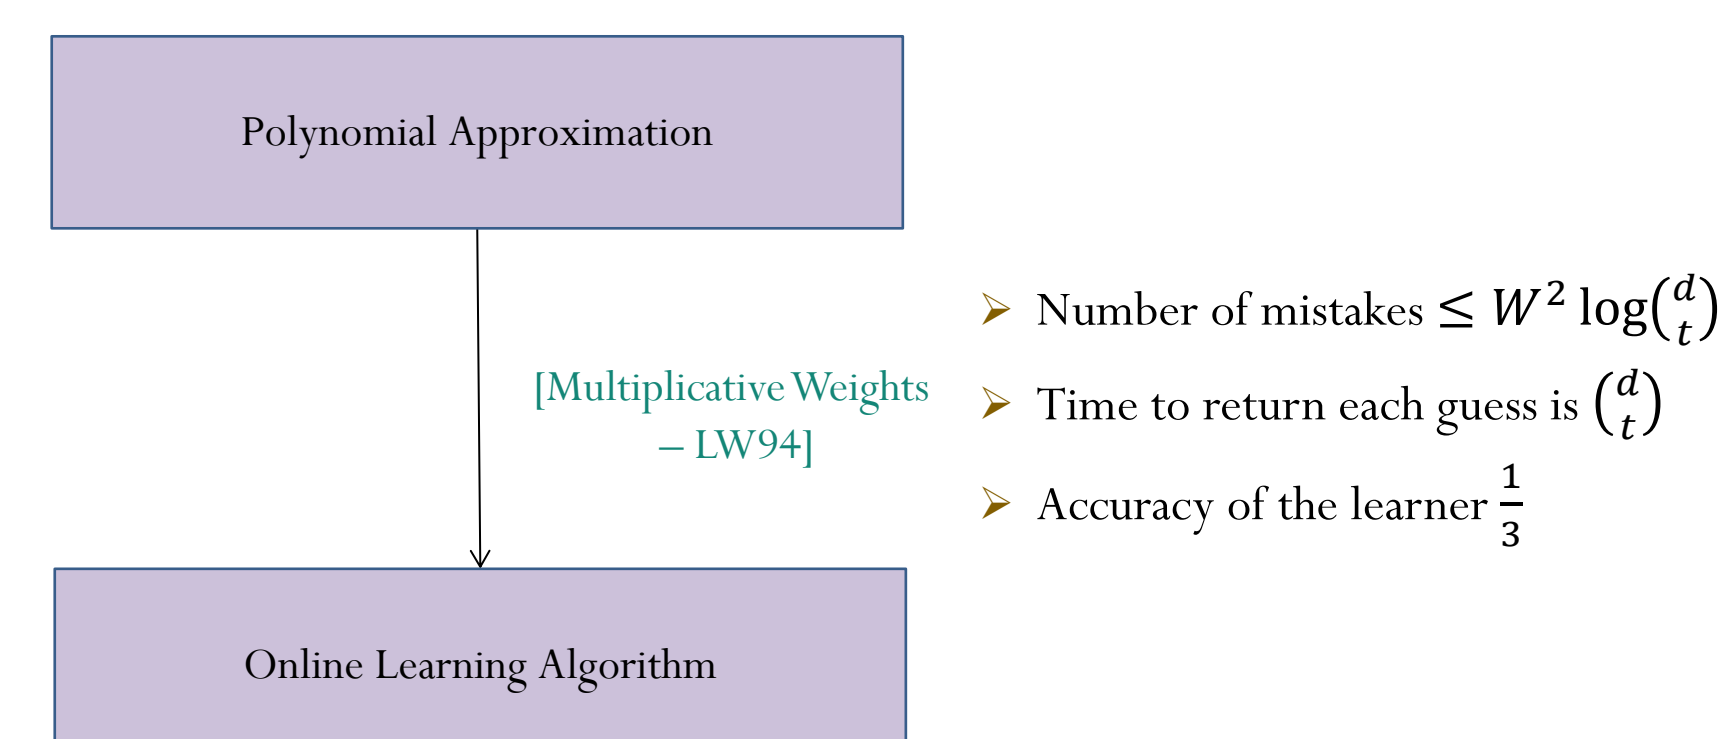 Polynomial Approximation
[Multiplicative Weights
– LW94]
➢ Number of mistakes ≤ W² log(d t)
➢ Time to return each guess is (d t)
➢ Accuracy of the learner 1/3
Online Learning Algorithm